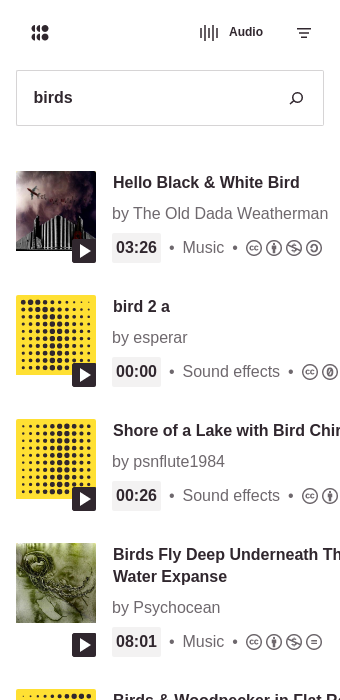 Audio
birds
Hello Black & White Bird
by The Old Dada Weatherman
03:26 • Music •
bird 2 a
by esperar
00:00 • Sound effects •
Shore of a Lake with Bird Chir
by psnflute1984
00:26 • Sound effects •
Birds Fly Deep Underneath Th
Water Expanse
by Psychocean
08:01 • Music •
Birds & Woodpecker in Flat R